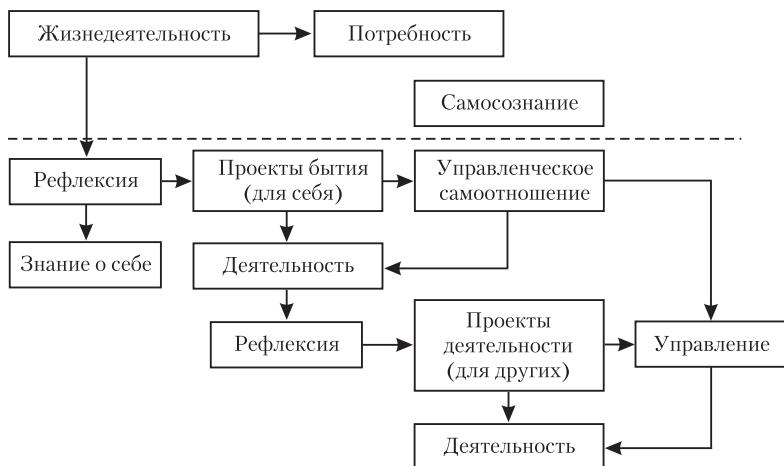 Жизнедеятельность
Потребность
Самосознание
Рефлексия
Проекты бытия
(для себя)
Управленческое
самоотношение
Знание о себе
Деятельность
Рефлексия
Проекты
деятельности
(для других)
Управление
Деятельность